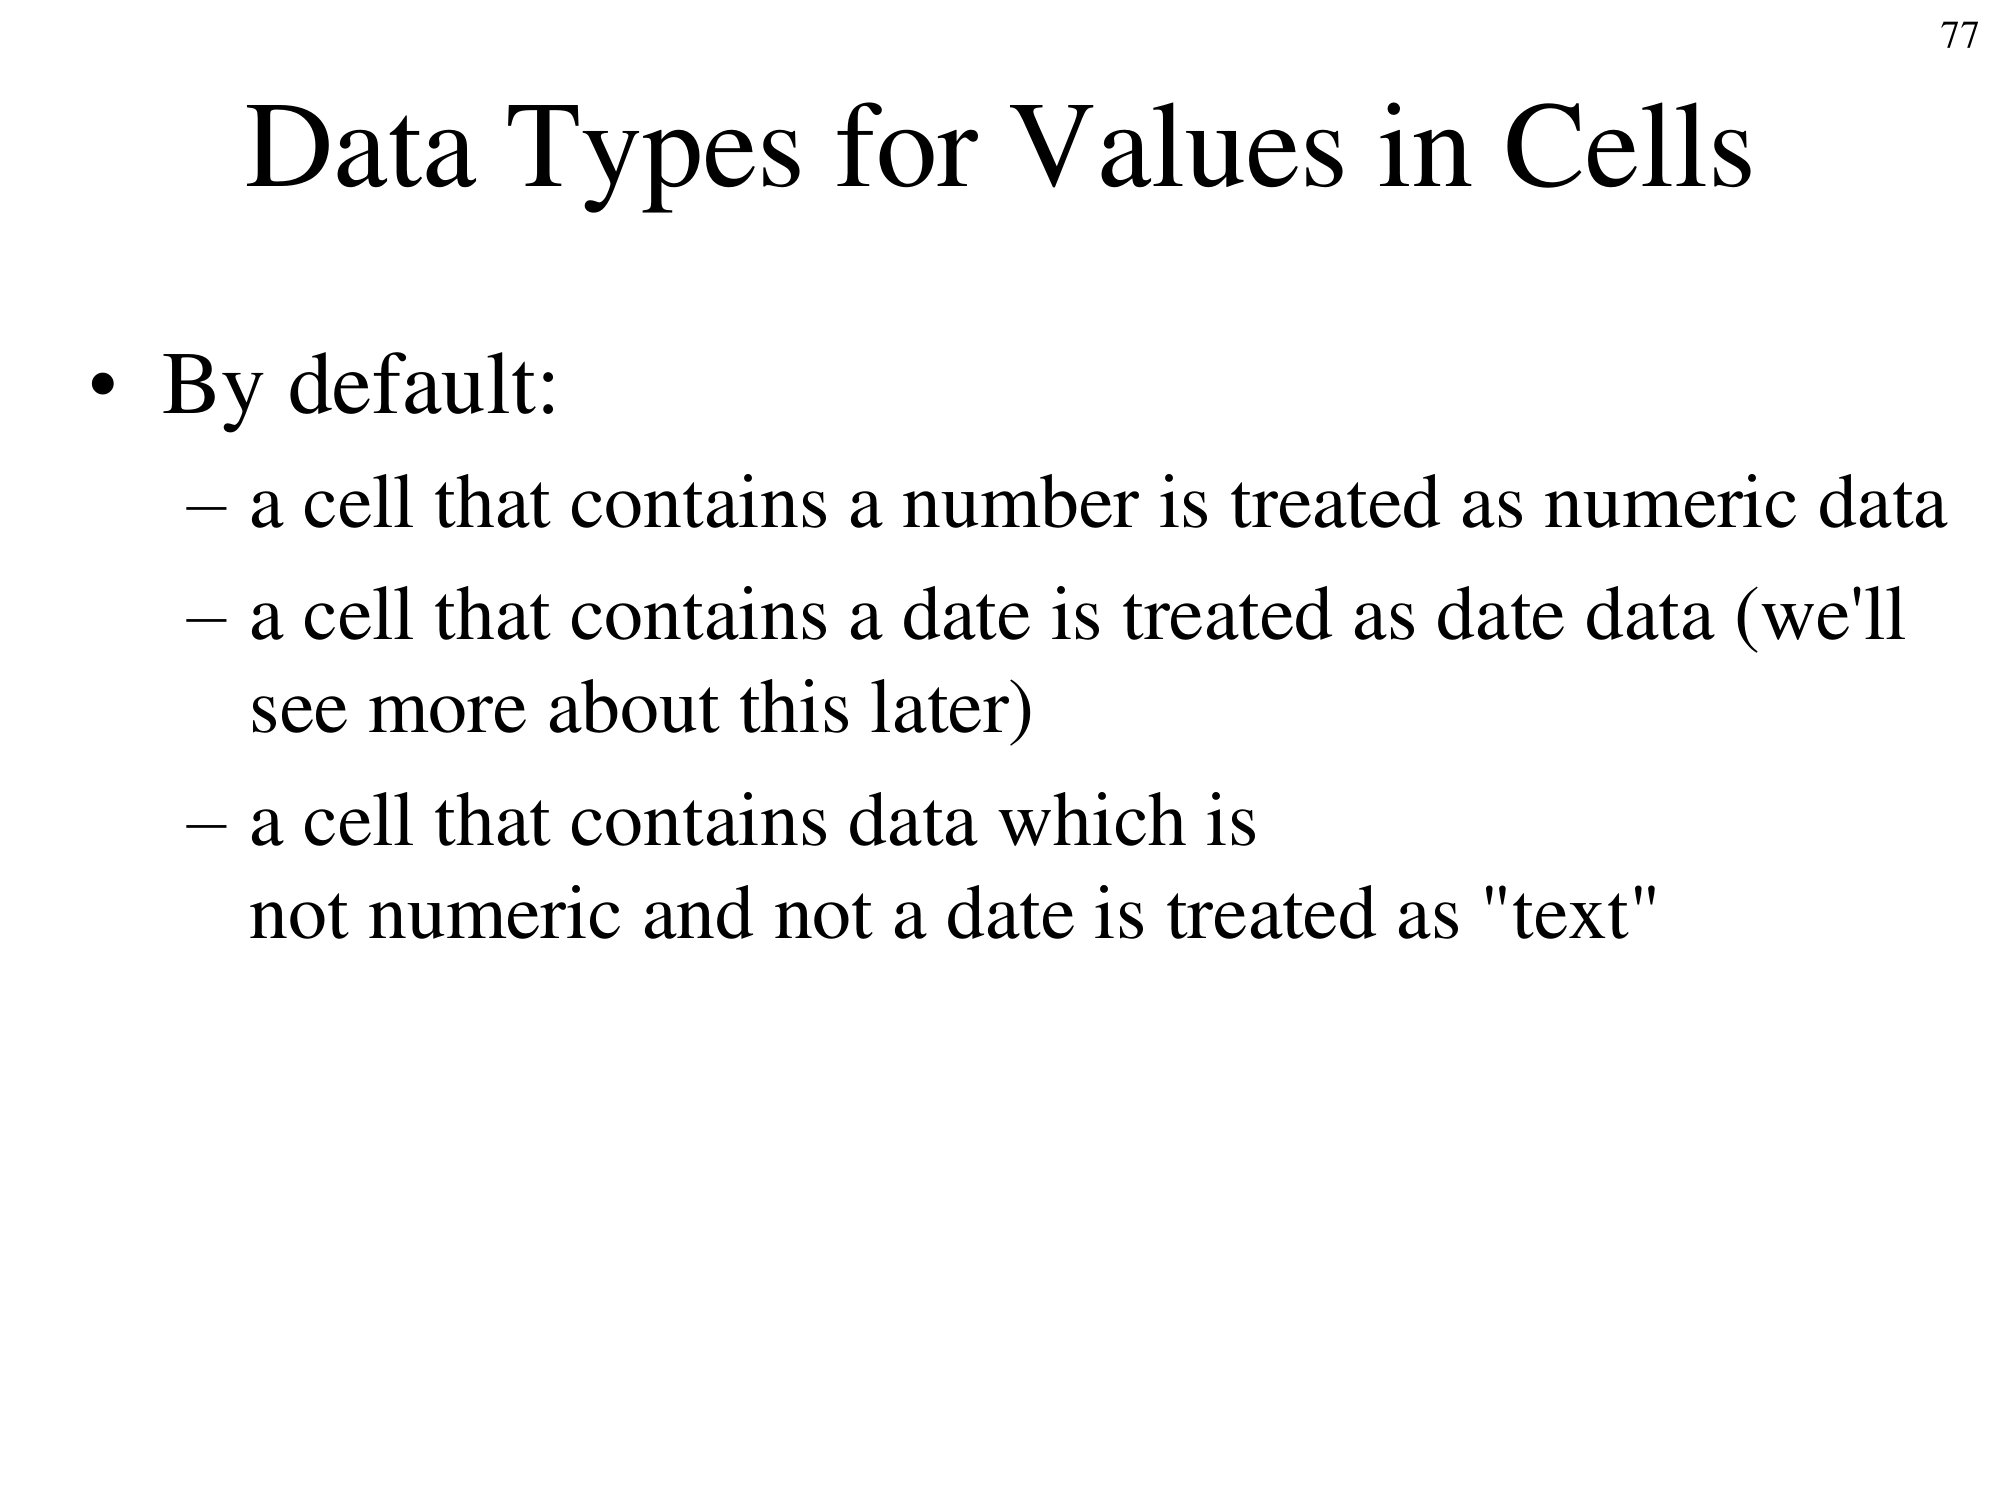 77
Data Types for Values in Cells
• By default:
– a cell that contains a number is treated as numeric data
– a cell that contains a date is treated as date data (we'll
see more about this later)
– a cell that contains data which is
not numeric and not a date is treated as "text"